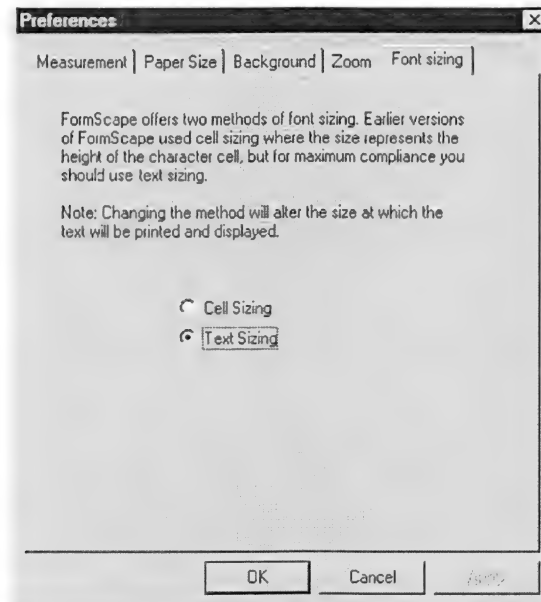 Preferences
Measurement Paper Size Background Zoom Font sizing
FormScape offers two methods of font sizing. Earlier versions
of FormScape used cell sizing where the size represents the
height of the character cell, but for maximum compliance you
should use text sizing.
Note: Changing the method will alter the size at which the
text will be printed and displayed.
Cell Sizing
Text Sizing
OK Cancel